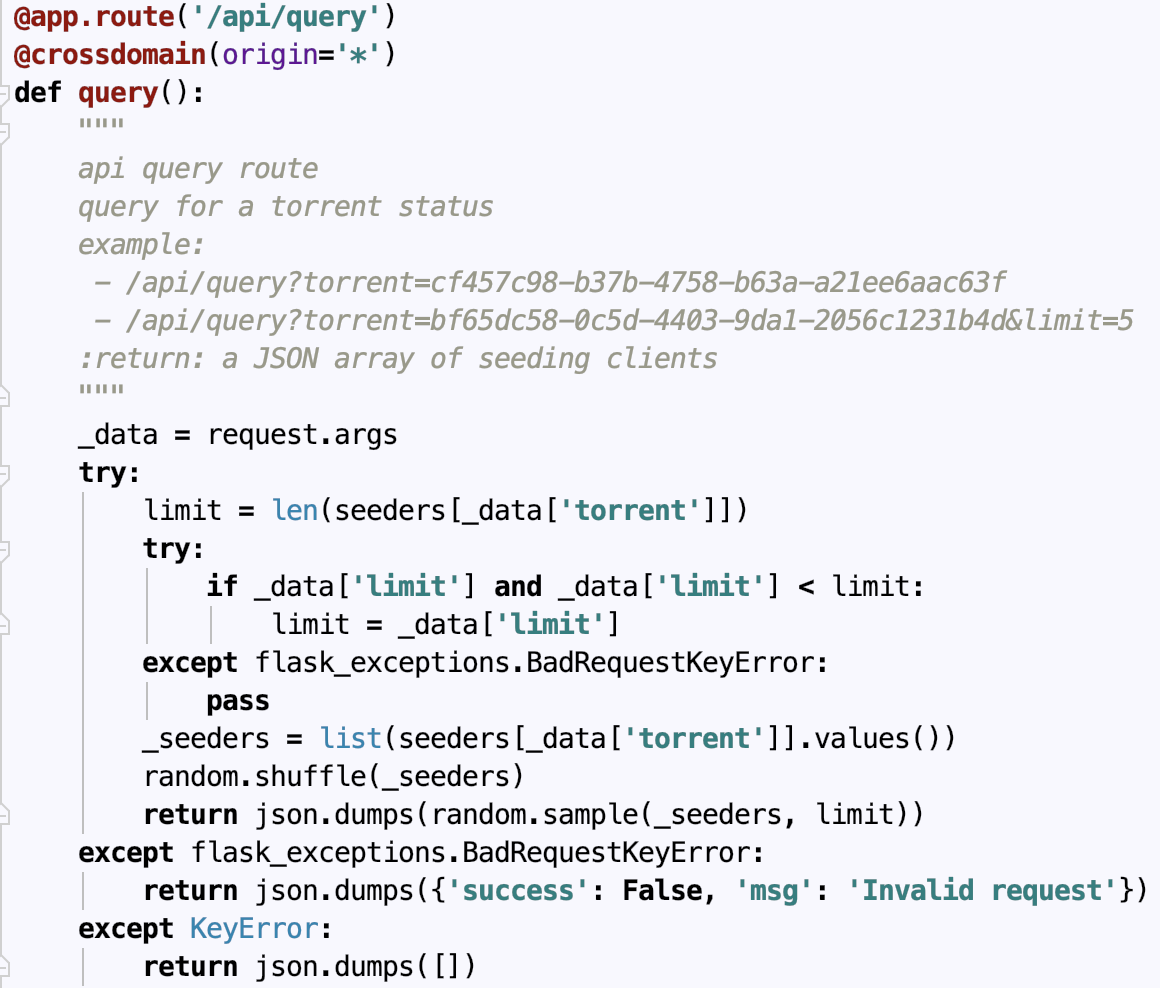 @app.route('/api/query')
@crossdomain(origin='*')
def query():
    """
    api query route
    query for a torrent status
    example:
     - /api/query?torrent=cf457c98-b37b-4758-b63a-a21ee6aac63f
     - /api/query?torrent=bf65dc58-0c5d-4403-9da1-2056c1231b4d&limit=5
    :return: a JSON array of seeding clients
    """
    _data = request.args
    try:
        limit = len(seeders[_data['torrent']])
        try:
            if _data['limit'] and _data['limit'] < limit:
                limit = _data['limit']
        except flask_exceptions.BadRequestKeyError:
            pass
        _seeders = list(seeders[_data['torrent']].values())
        random.shuffle(_seeders)
        return json.dumps(random.sample(_seeders, limit))
    except flask_exceptions.BadRequestKeyError:
        return json.dumps({'success': False, 'msg': 'Invalid request'})
    except KeyError:
        return json.dumps([])